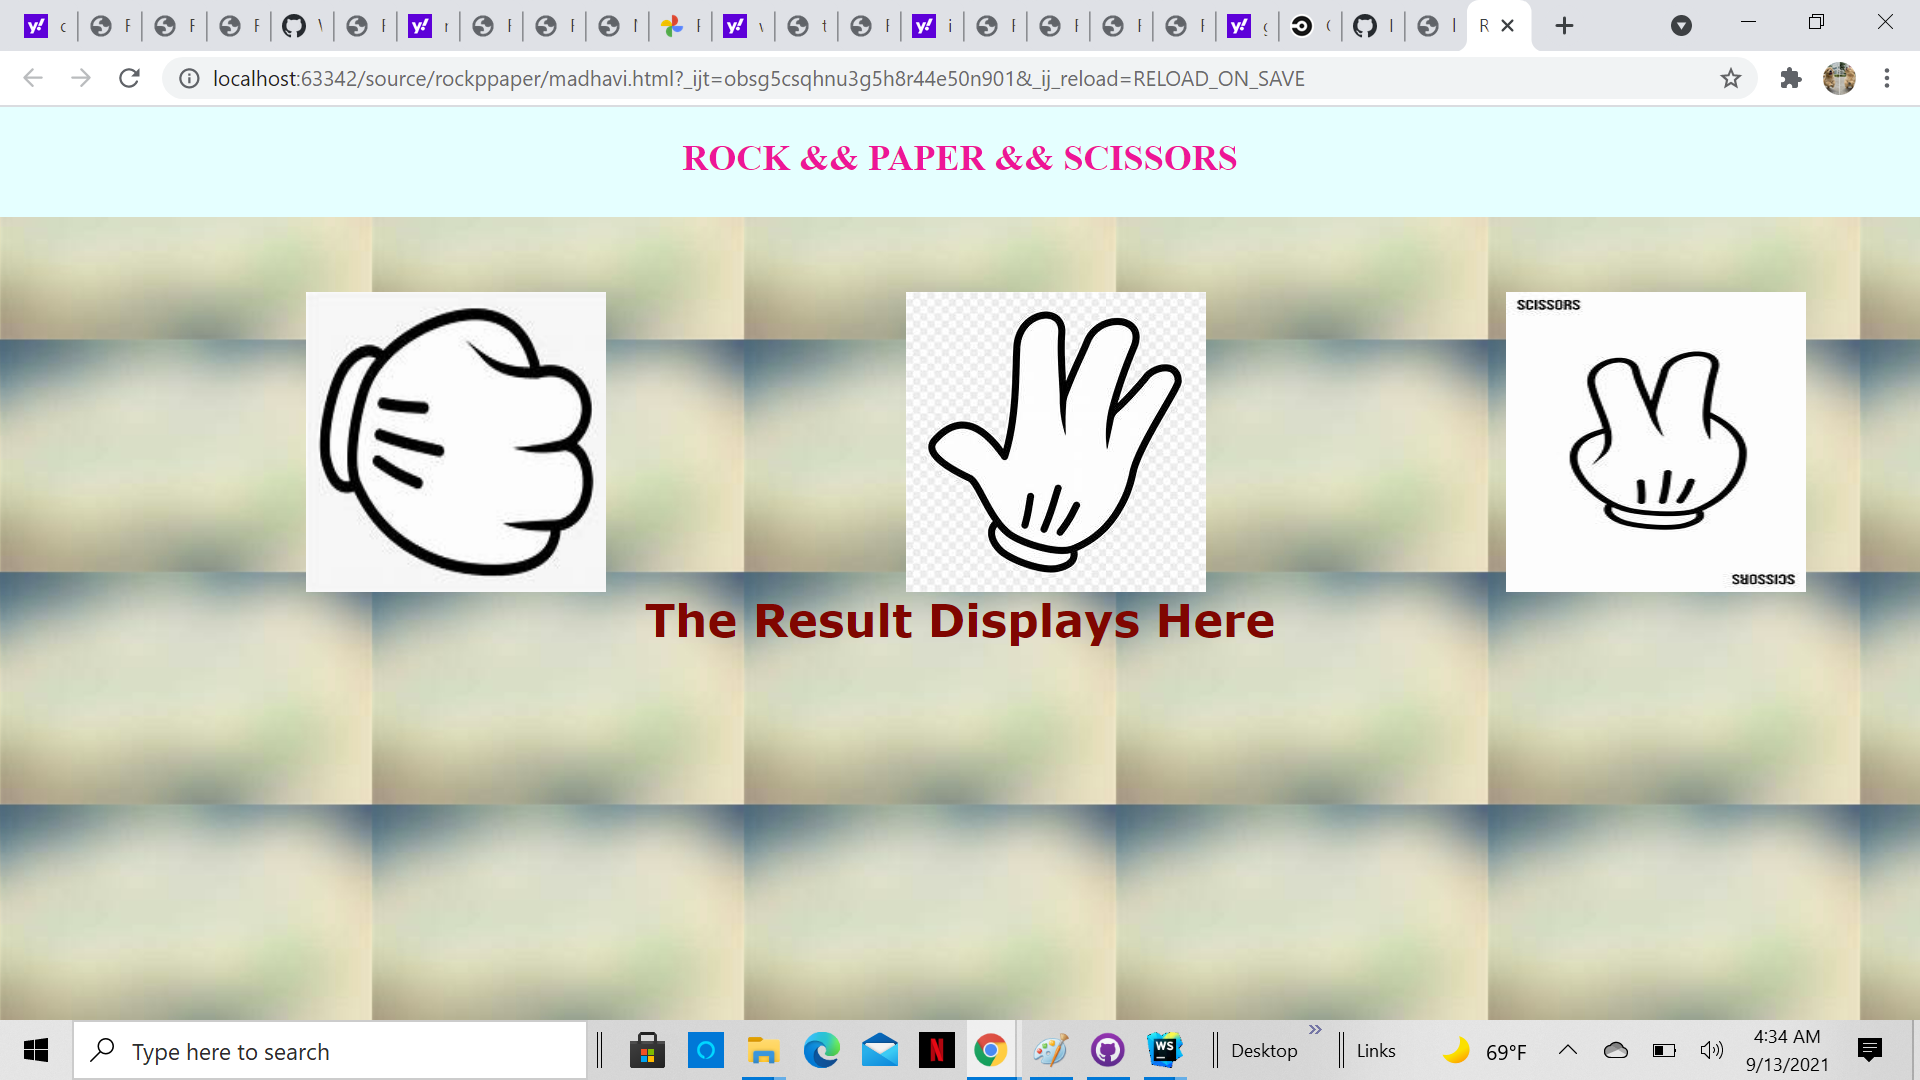 localhost:63342/source/rockppaper/madhavi.html?_ijt=obsg5csqhnu3g5h8r44e50n901&_ij_reload=RELOAD_ON_SAVE
ROCK && PAPER && SCISSORS
SCISSORS
SCISSORS
The Result Displays Here
Type here to search
WS
Desktop
Links
69°F
4:34 AM
9/13/2021